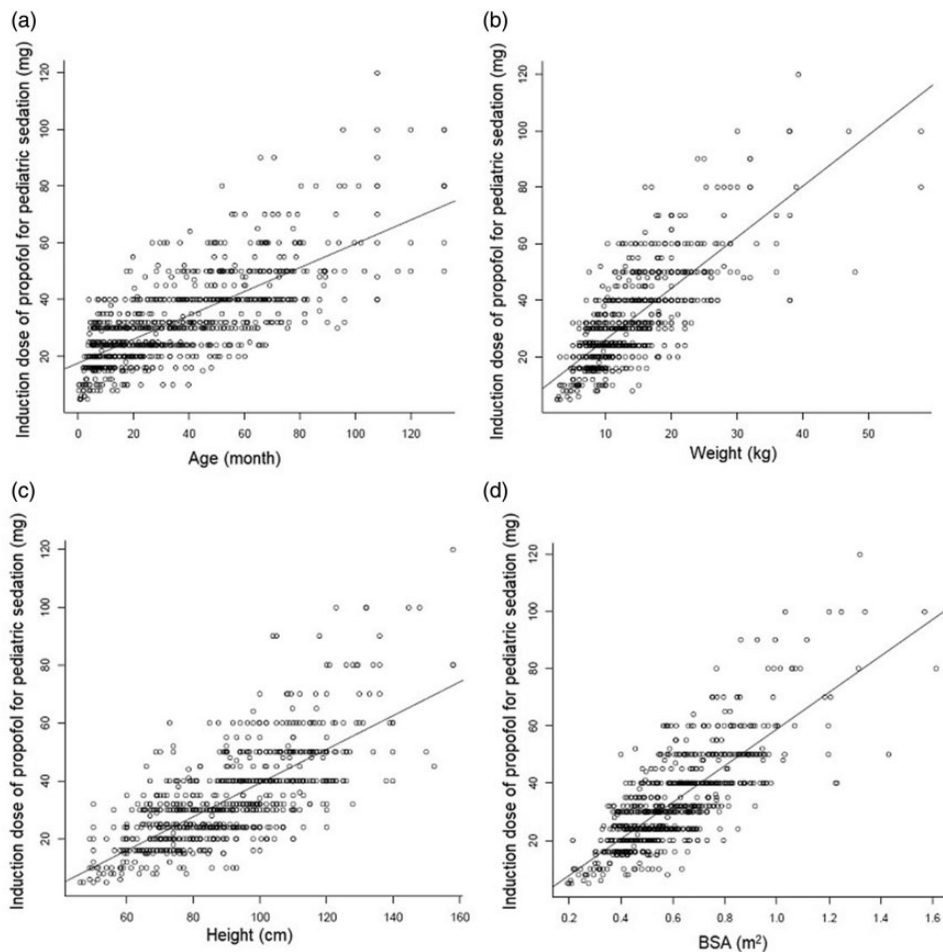 (a)
Induction dose of propofol for pediatric sedation (mg)
120
100
80
60
40
20
0 20 40 60 80 100 120
Age (month)
(b)
Induction dose of propofol for pediatric sedation (mg)
120
100
80
60
40
20
10 20 30 40 50
Weight (kg)
(c)
Induction dose of propofol for pediatric sedation (mg)
120
100
80
60
40
20
60 80 100 120 140 160
Height (cm)
(d)
Induction dose of propofol for pediatric sedation (mg)
120
100
80
60
40
20
0.2 0.4 0.6 0.8 1.0 1.2 1.4 1.6
BSA (m²)